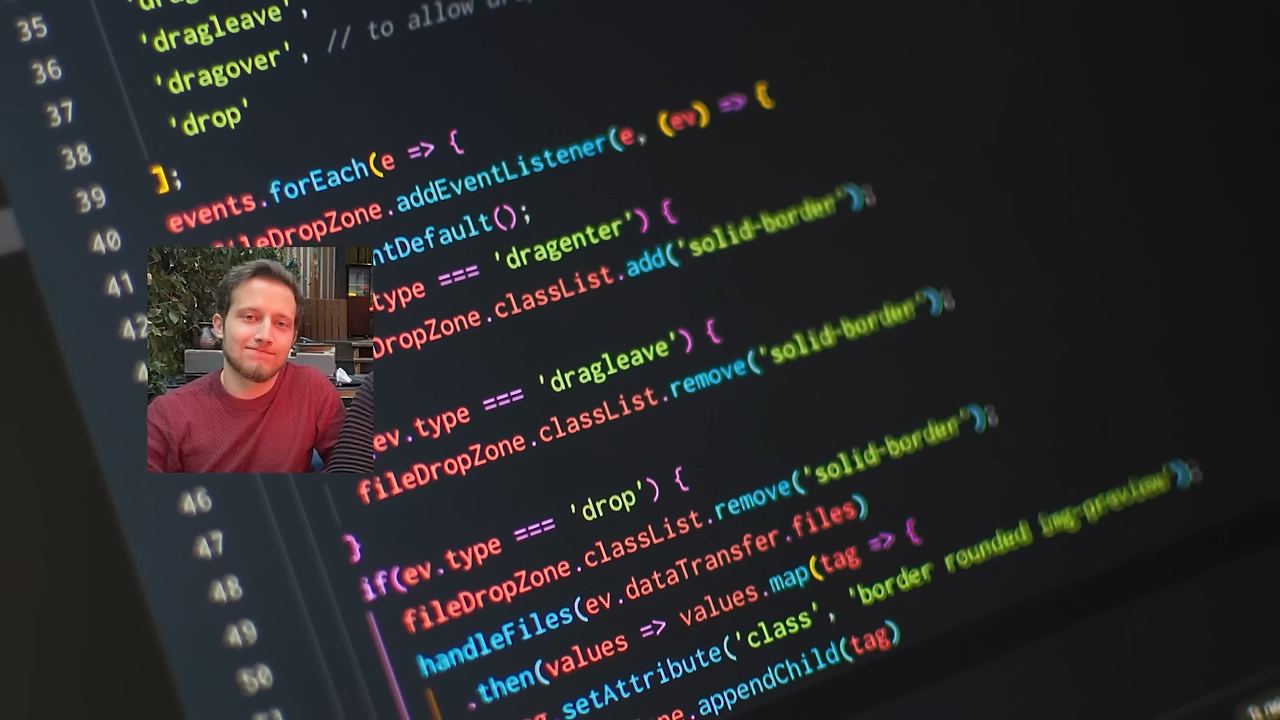 35 'drag
36 'dragleave',
37 'dragover', // to allow
38 'drop'
39 ];
40 events.forEach(e => {
41 fileDropZone.addEventListener(e, (ev) => {
42 ntDefault();
type === 'dragenter') {
DropZone.classList.add('solid-border');
46 ev.type === 'dragleave') {
47 fileDropZone.classList.remove('solid-border');
48 }
49 if(ev.type === 'drop') {
50 fileDropZone.classList.remove('solid-border');
51 handleFiles(ev.dataTransfer.files)
.then(values => values.map(tag => {
setAttribute('class', 'border rounded img-preview');
.appendChild(tag)